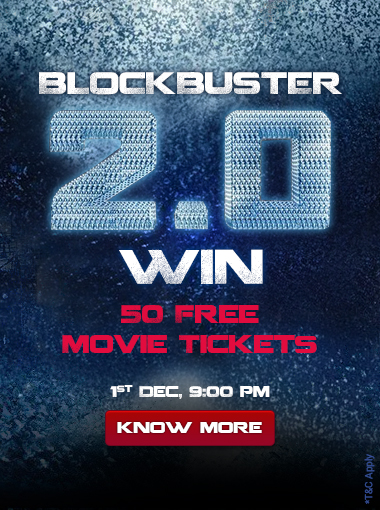 BLOCKBUSTER
2.0
WIN
50 FREE
MOVIE TICKETS
1ST DEC, 9:00 PM
KNOW MORE
*T&C Apply